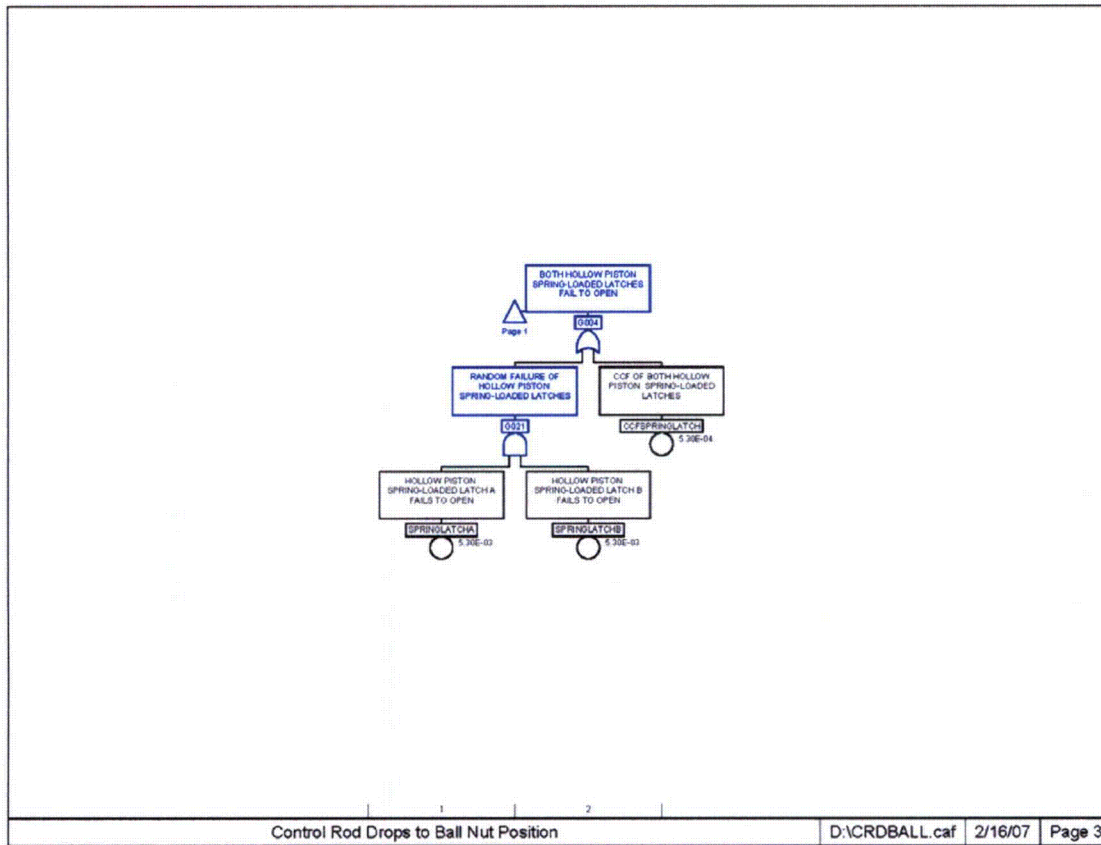 BOTH HOLLOW PISTON
SPRING-LOADED LATCHES
FAIL TO OPEN
Page 1
G004
RANDOM FAILURE OF
HOLLOW PISTON
SPRING-LOADED LATCHES
CCF OF BOTH HOLLOW
PISTON SPRING-LOADED
LATCHES
G021
CCFSPRINGLATCH
5.30E-04
HOLLOW PISTON
SPRING-LOADED LATCH A
FAILS TO OPEN
HOLLOW PISTON
SPRING-LOADED LATCH B
FAILS TO OPEN
SPRINGLATCHA
5.30E-03
SPRINGLATCHB
5.30E-03
1
2
Control Rod Drops to Ball Nut Position
D:\CRDBALL.caf
2/16/07
Page 3